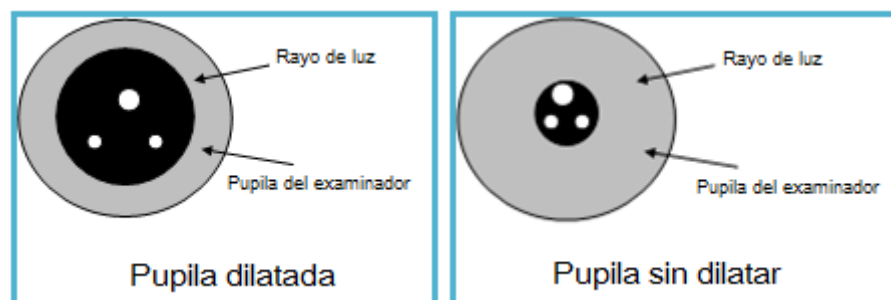 Rayo de luz
Pupila del examinador
Pupila dilatada
Rayo de luz
Pupila del examinador
Pupila sin dilatar